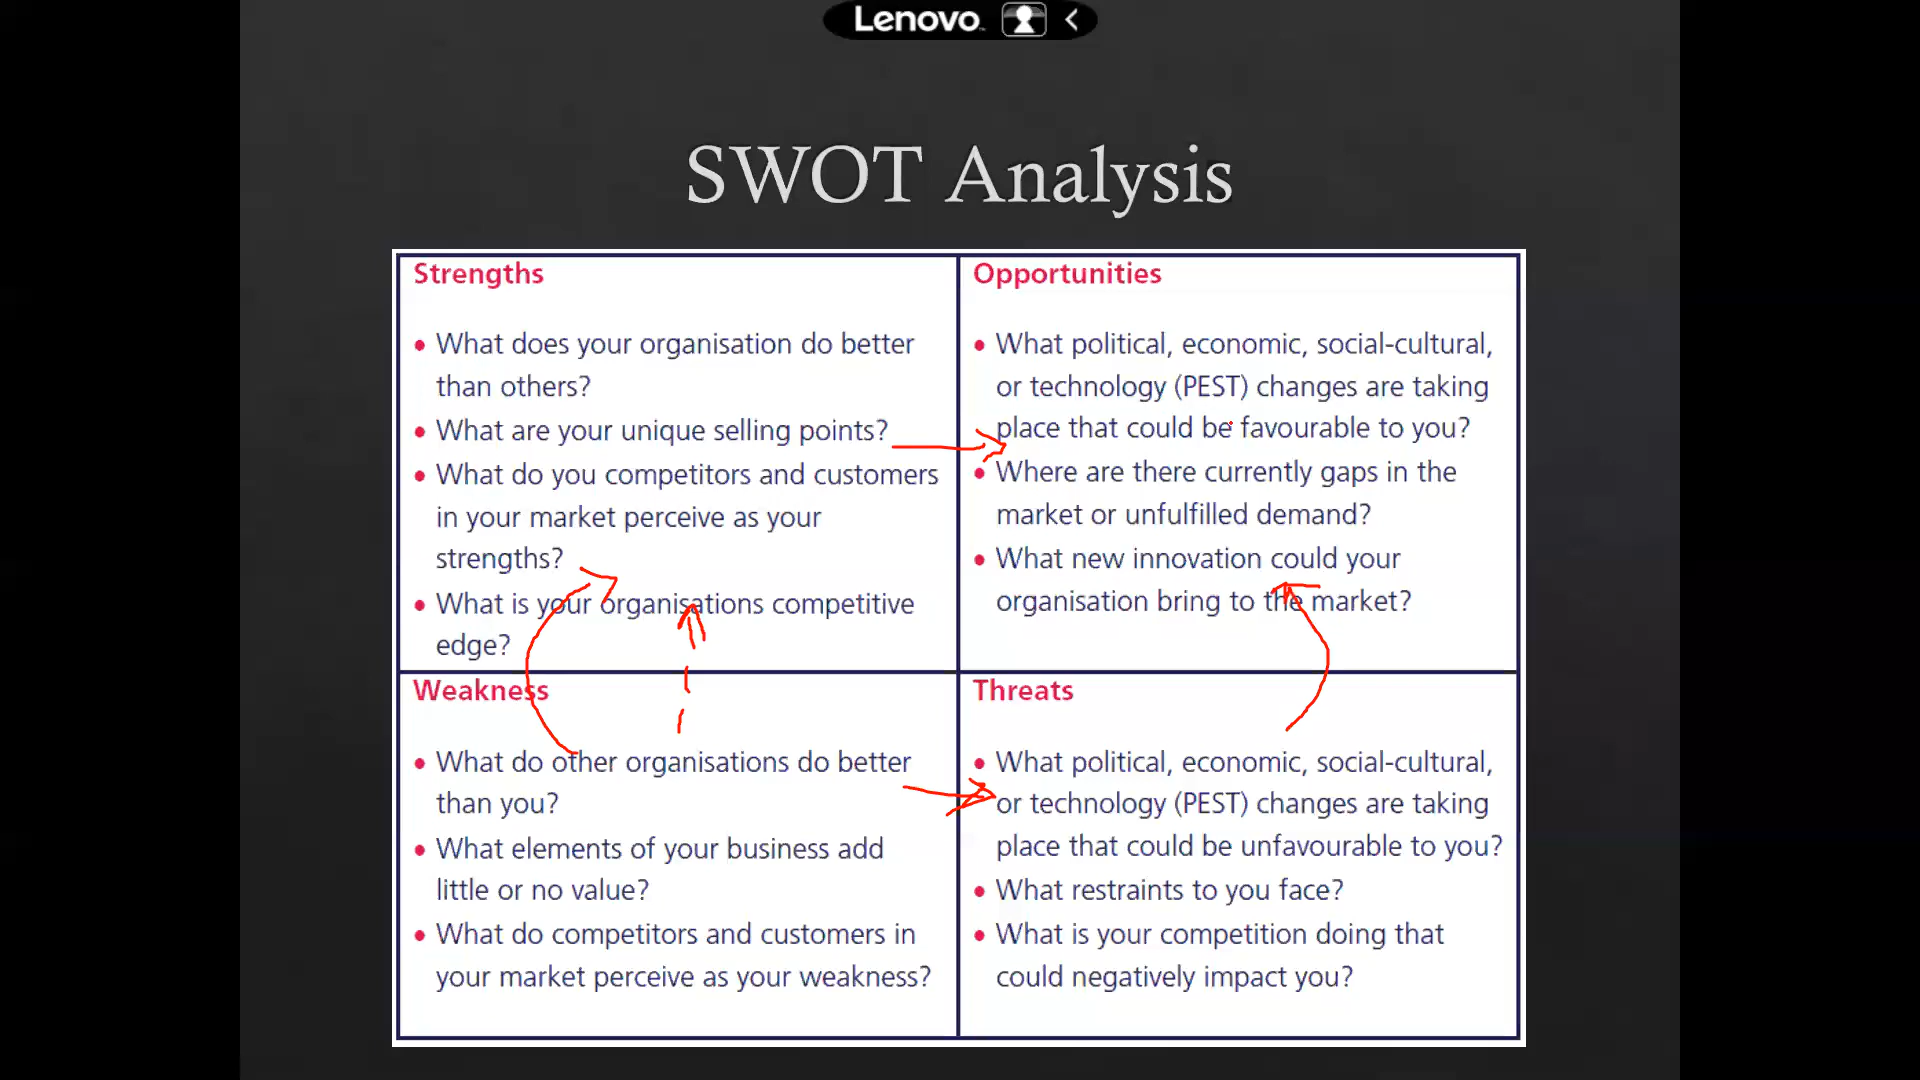 Lenovo
SWOT Analysis
Strengths
• What does your organisation do better
than others?
• What are your unique selling points?
• What do you competitors and customers
in your market perceive as your
strengths?
• What is your organisations competitive
edge?
Opportunities
• What political, economic, social-cultural,
or technology (PEST) changes are taking
place that could be favourable to you?
• Where are there currently gaps in the
market or unfulfilled demand?
• What new innovation could your
organisation bring to the market?
Weakness
• What do other organisations do better
than you?
• What elements of your business add
little or no value?
• What do competitors and customers in
your market perceive as your weakness?
Threats
• What political, economic, social-cultural,
or technology (PEST) changes are taking
place that could be unfavourable to you?
• What restraints to you face?
• What is your competition doing that
could negatively impact you?